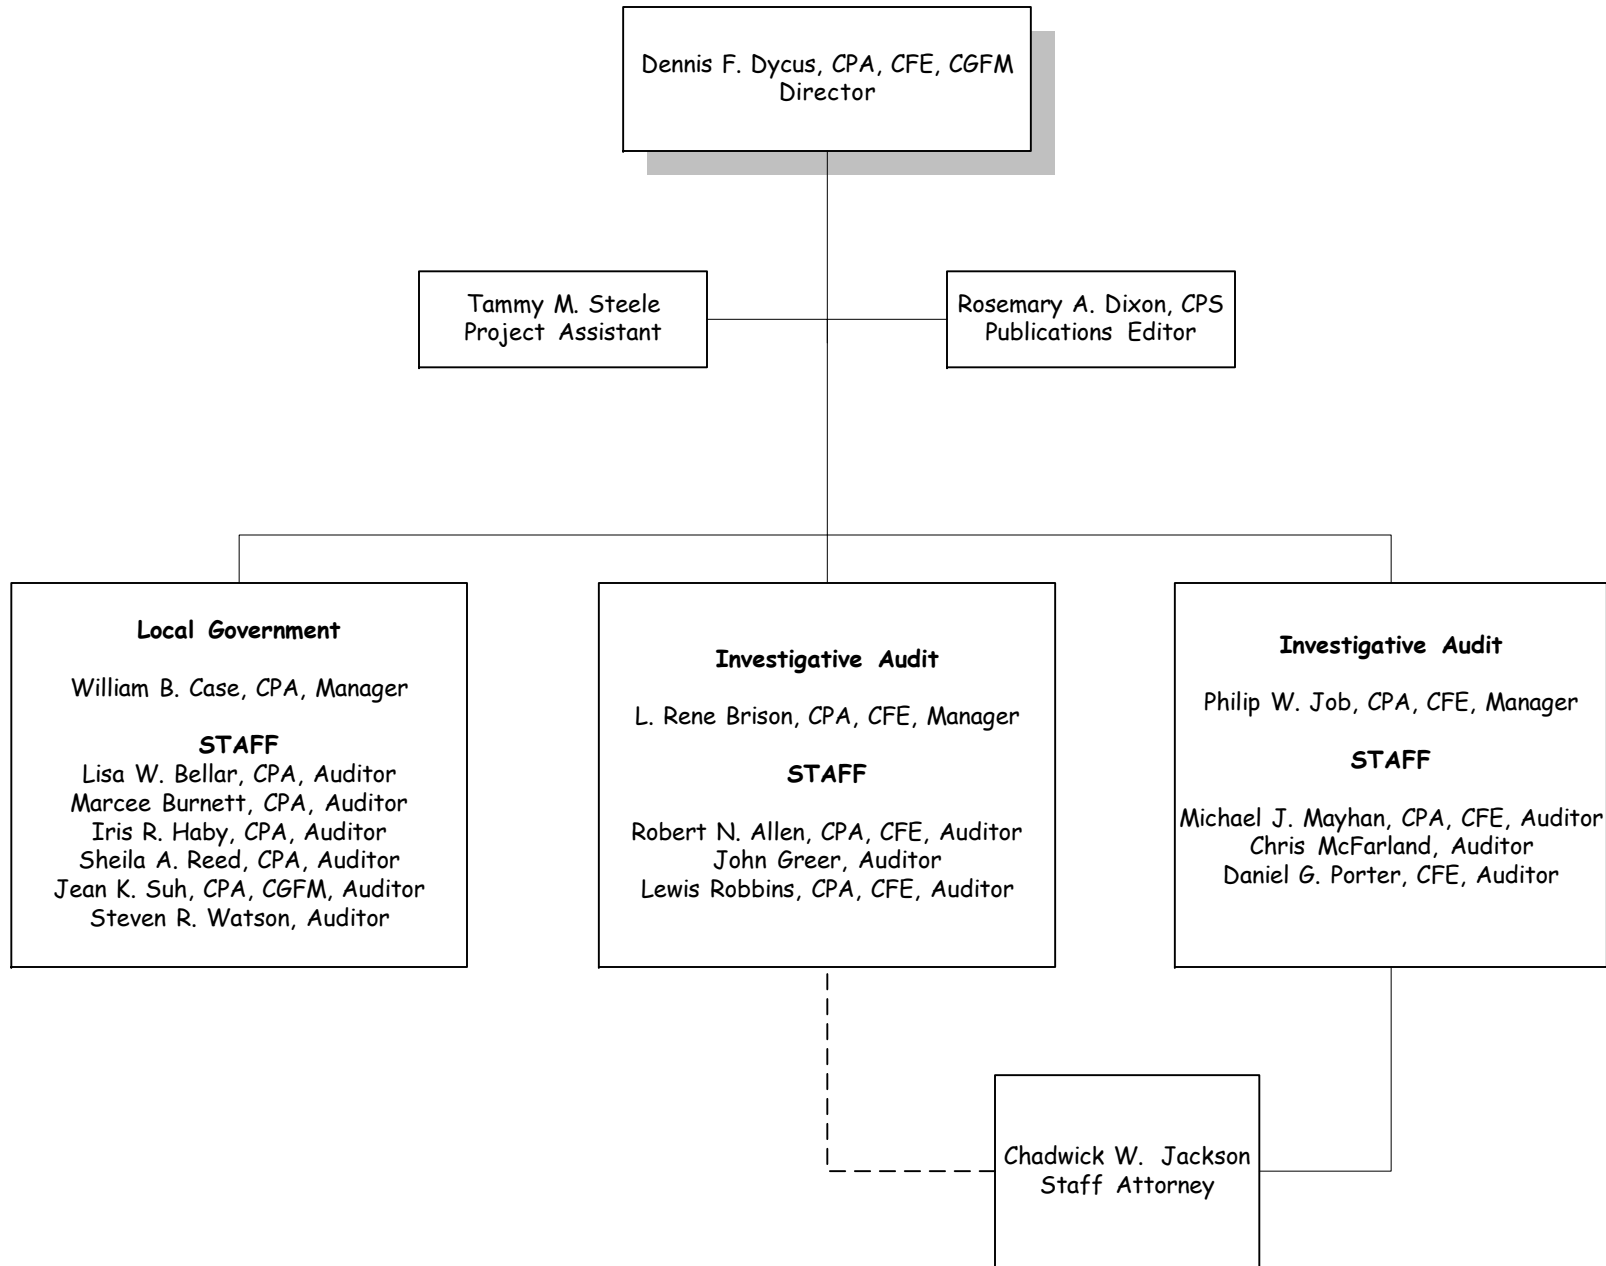 Dennis F. Dycus, CPA, CFE, CGFM
Director
Tammy M. Steele
Project Assistant
Rosemary A. Dixon, CPS
Publications Editor
Local Government
William B. Case, CPA, Manager
STAFF
Lisa W. Bellar, CPA, Auditor
Marcee Burnett, CPA, Auditor
Iris R. Haby, CPA, Auditor
Sheila A. Reed, CPA, Auditor
Jean K. Suh, CPA, CGFM, Auditor
Steven R. Watson, Auditor
Investigative Audit
L. Rene Brison, CPA, CFE, Manager
STAFF
Robert N. Allen, CPA, CFE, Auditor
John Greer, Auditor
Lewis Robbins, CPA, CFE, Auditor
Investigative Audit
Philip W. Job, CPA, CFE, Manager
STAFF
Michael J. Mayhan, CPA, CFE, Auditor
Chris McFarland, Auditor
Daniel G. Porter, CFE, Auditor
Chadwick W. Jackson
Staff Attorney